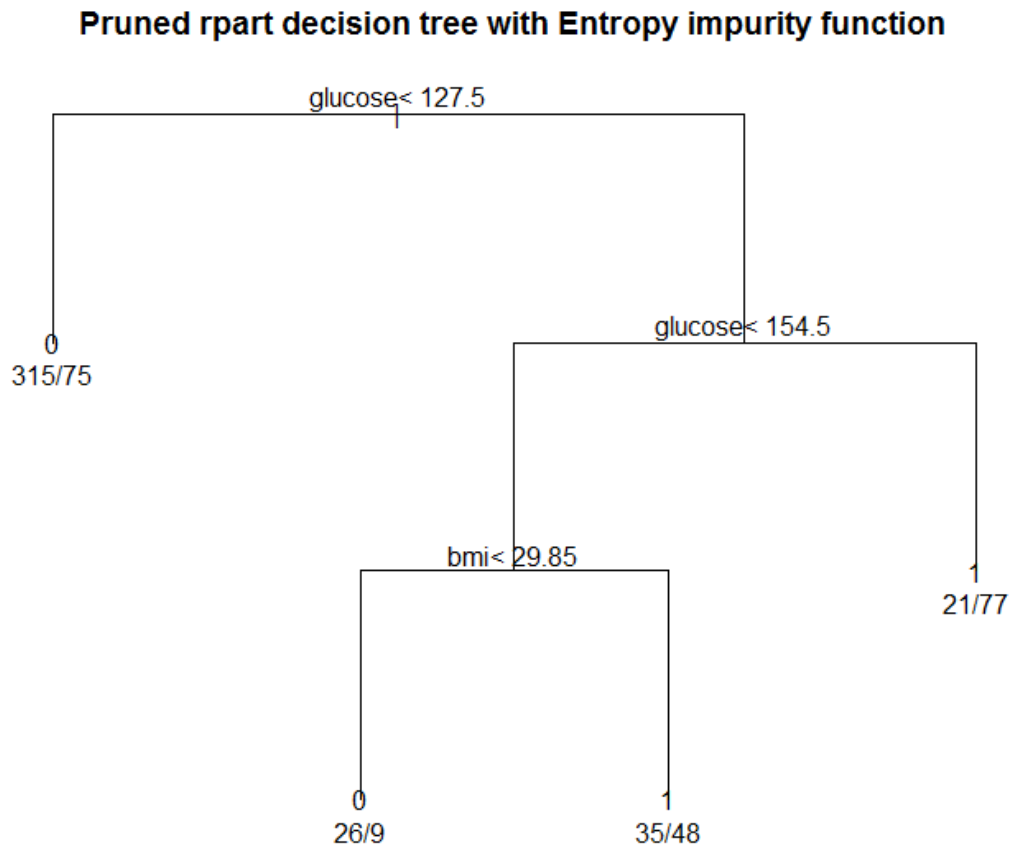 Pruned rpart decision tree with Entropy impurity function
glucose< 127.5
glucose< 154.5
0
315/75
bmi< 29.85
1
21/77
0
26/9
1
35/48